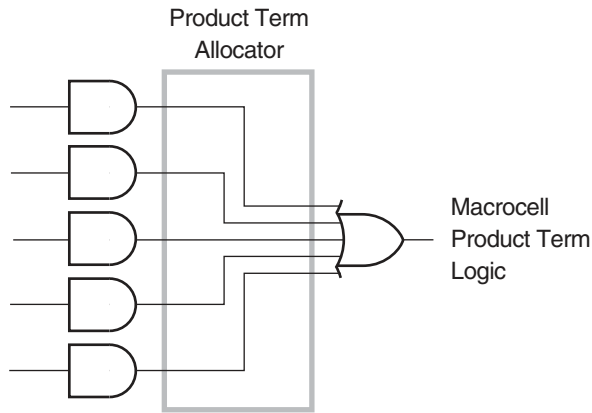 Product Term
Allocator
Macrocell
Product Term
Logic